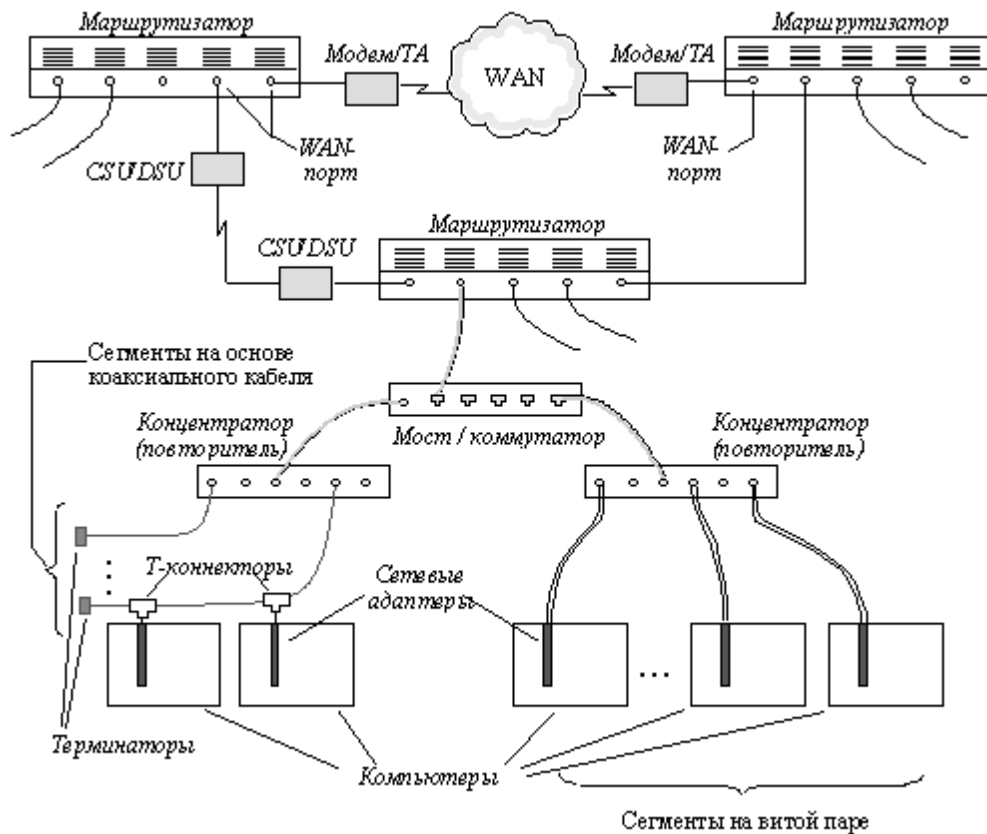 Маршрутизатор
Маршрутизатор
Модем/ТА
WAN
Модем/ТА
WAN-
порт
WAN-
порт
CSU/DSU
Маршрутизатор
CSU/DSU
Сегменты на основе
коаксиального кабеля
Концентратор
(повторитель)
Мост / коммутатор
Концентратор
(повторитель)
Т-коннекторы
Сетевые
адаптеры
Терминаторы
Компьютеры
Сегменты на витой паре